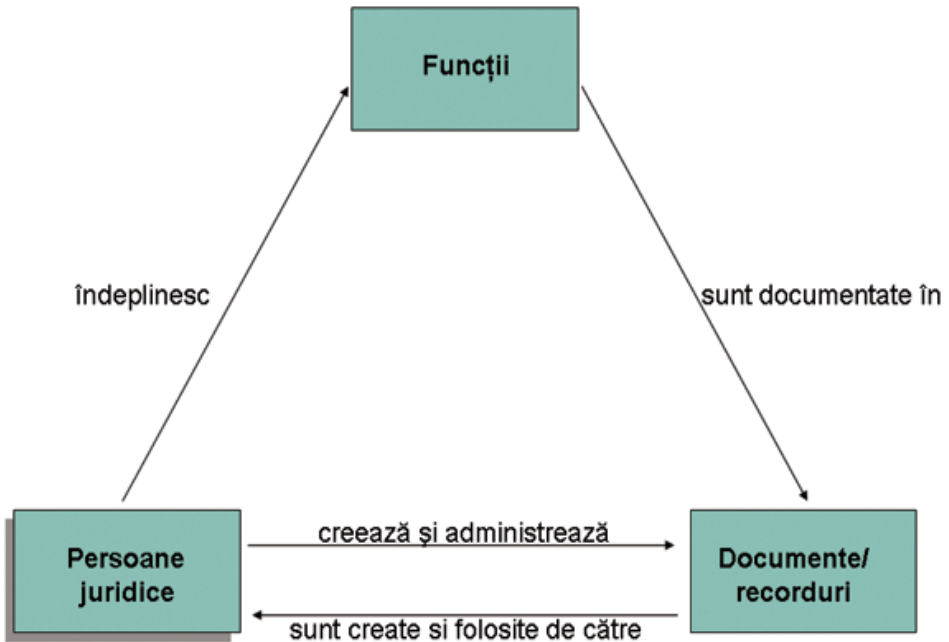 Funcții
îndeplinesc
sunt documentate în
Persoane
juridice
creează și administrează
Documente/
recorduri
sunt create si folosite de către